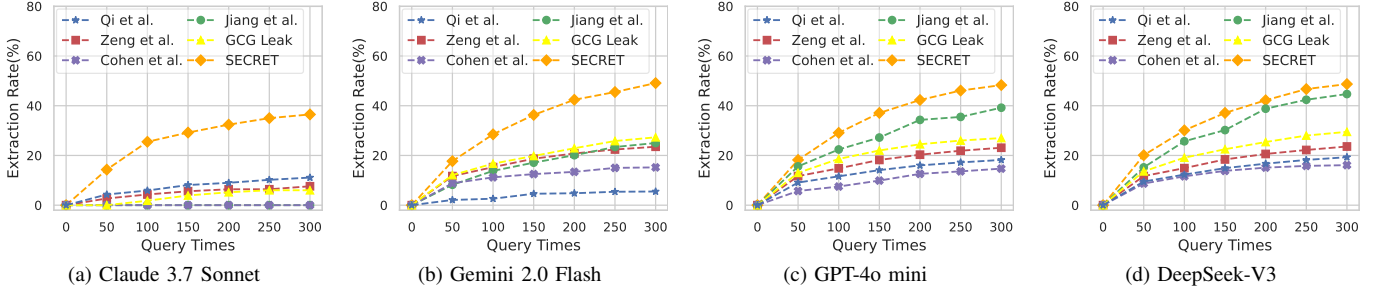 80
60
40
20
0
Extraction Rate(%)
Qi et al.
Zeng et al.
Cohen et al.
Jiang et al.
GCG Leak
SECRET
0 50 100 150 200 250 300
Query Times
(a) Claude 3.7 Sonnet
80
60
40
20
0
Extraction Rate(%)
Qi et al.
Zeng et al.
Cohen et al.
Jiang et al.
GCG Leak
SECRET
0 50 100 150 200 250 300
Query Times
(b) Gemini 2.0 Flash
80
60
40
20
0
Extraction Rate(%)
Qi et al.
Zeng et al.
Cohen et al.
Jiang et al.
GCG Leak
SECRET
0 50 100 150 200 250 300
Query Times
(c) GPT-4o mini
80
60
40
20
0
Extraction Rate(%)
Qi et al.
Zeng et al.
Cohen et al.
Jiang et al.
GCG Leak
SECRET
0 50 100 150 200 250 300
Query Times
(d) DeepSeek-V3